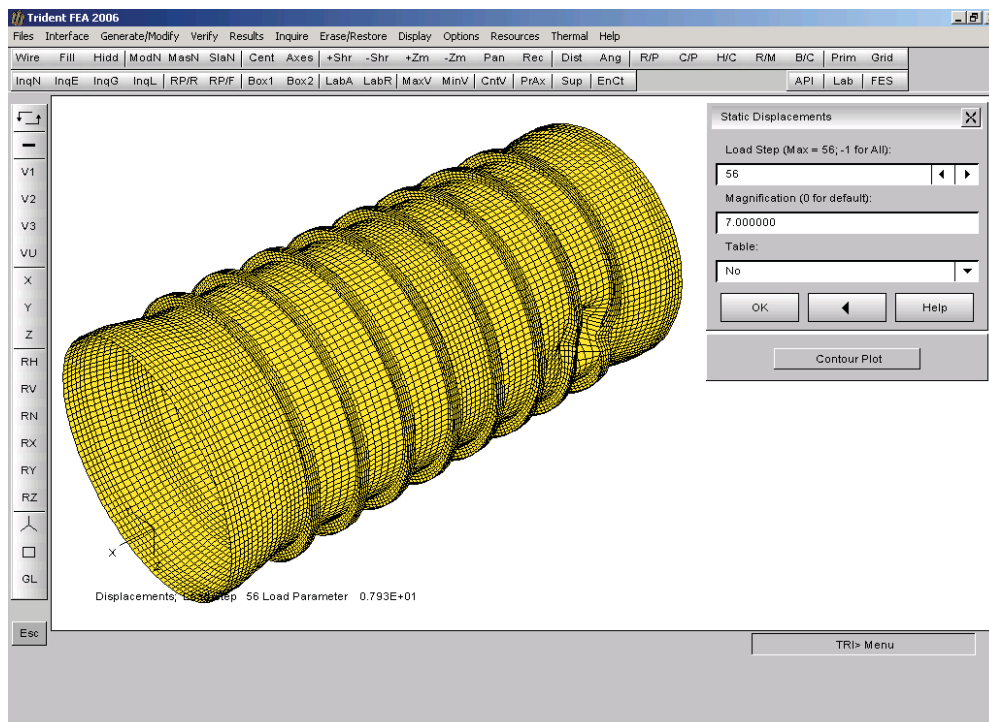 Trident FEA 2006
Files Interface Generate/Modify Verify Results Inquire Erase/Restore Display Options Resources Thermal Help
Wire Fill Hidd ModN MasN SlaN Cent Axes +Shr -Shr +Zm -Zm Pan Rec Dist Ang R/P C/P H/C R/M B/C Prim Grid
InqN InqE InqG InqL RP/R RP/F Box1 Box2 LabA LabR MaxV MinV CntV PrAx Sup EnCt API Lab FES
V1
V2
V3
VU
X
Y
Z
RH
RV
RN
RX
RY
RZ
GL
Esc
Static Displacements
Load Step (Max = 56; -1 for All):
56
Magnification (0 for default):
7.000000
Table:
No
OK Help
Contour Plot
X
Displacements, Load Step 56 Load Parameter 0.793E+01
TRI> Menu